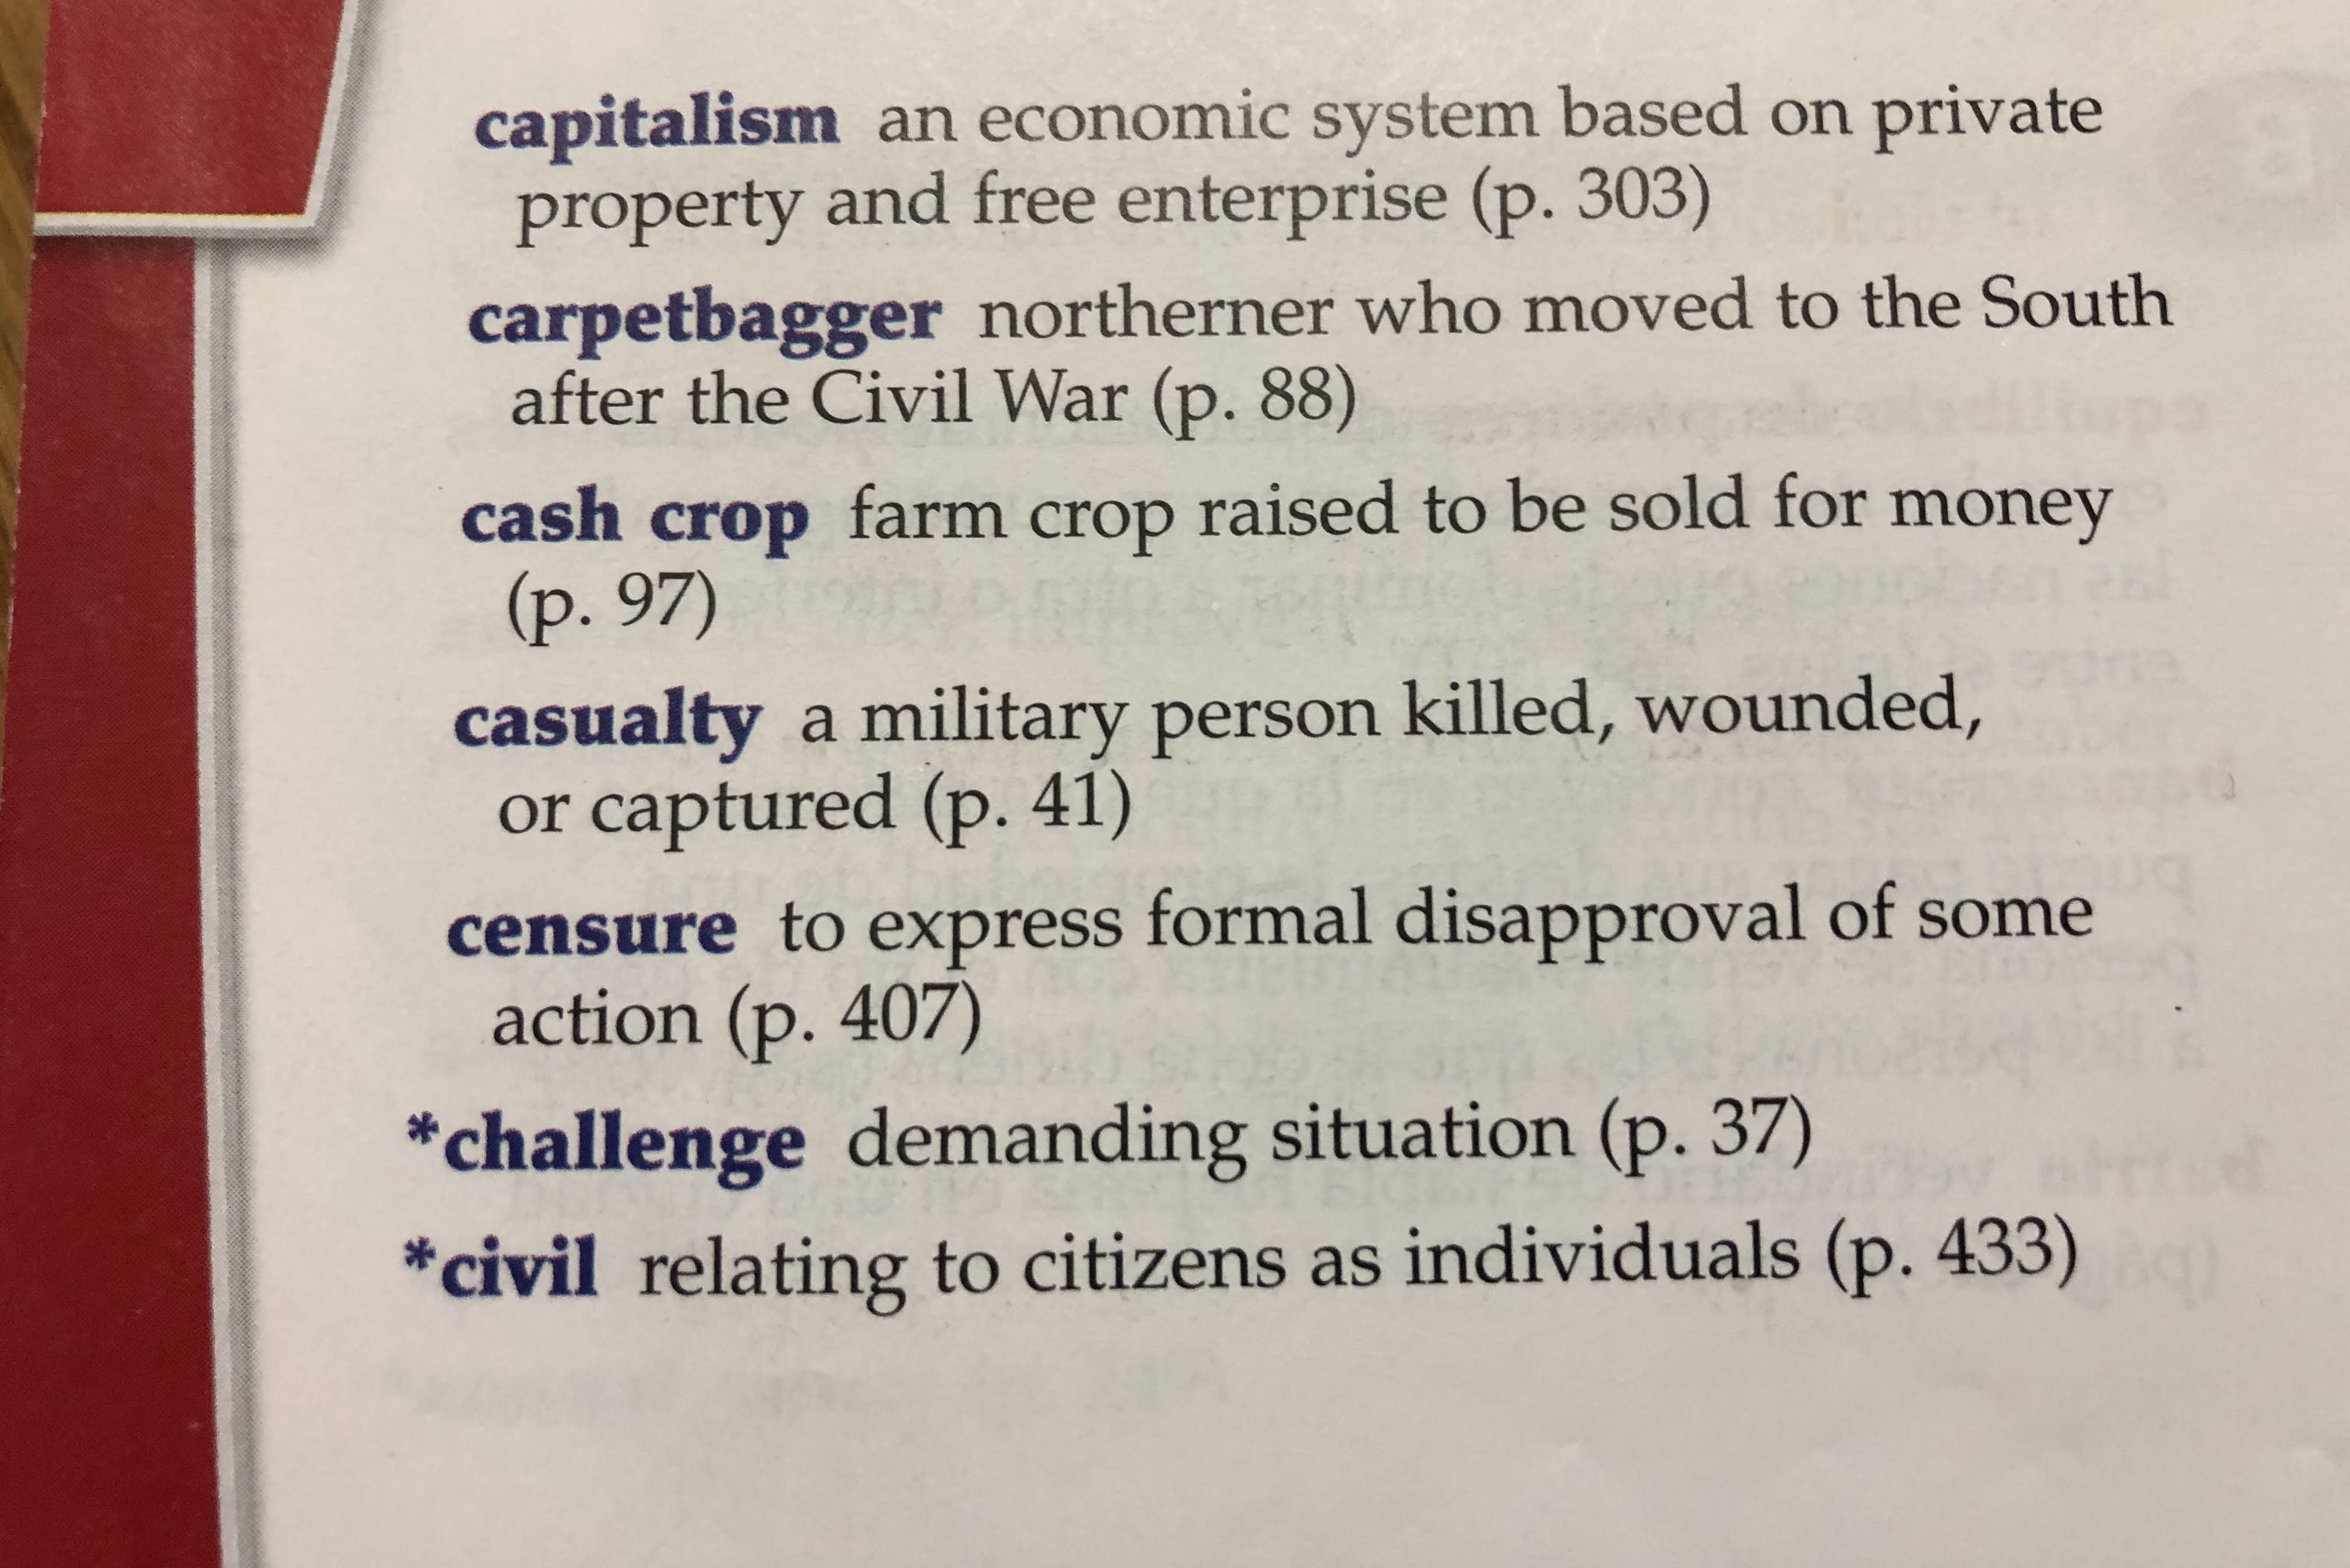 capitalism an economic system based on private
property and free enterprise (p. 303)
carpetbagger northerner who moved to the South
after the Civil War (p. 88)
cash crop farm crop raised to be sold for money
(p. 97)
casualty a military person killed, wounded,
or captured (p. 41)
censure to express formal disapproval of some
action (p. 407)
*challenge demanding situation (p. 37)
*civil relating to citizens as individuals (p. 433)